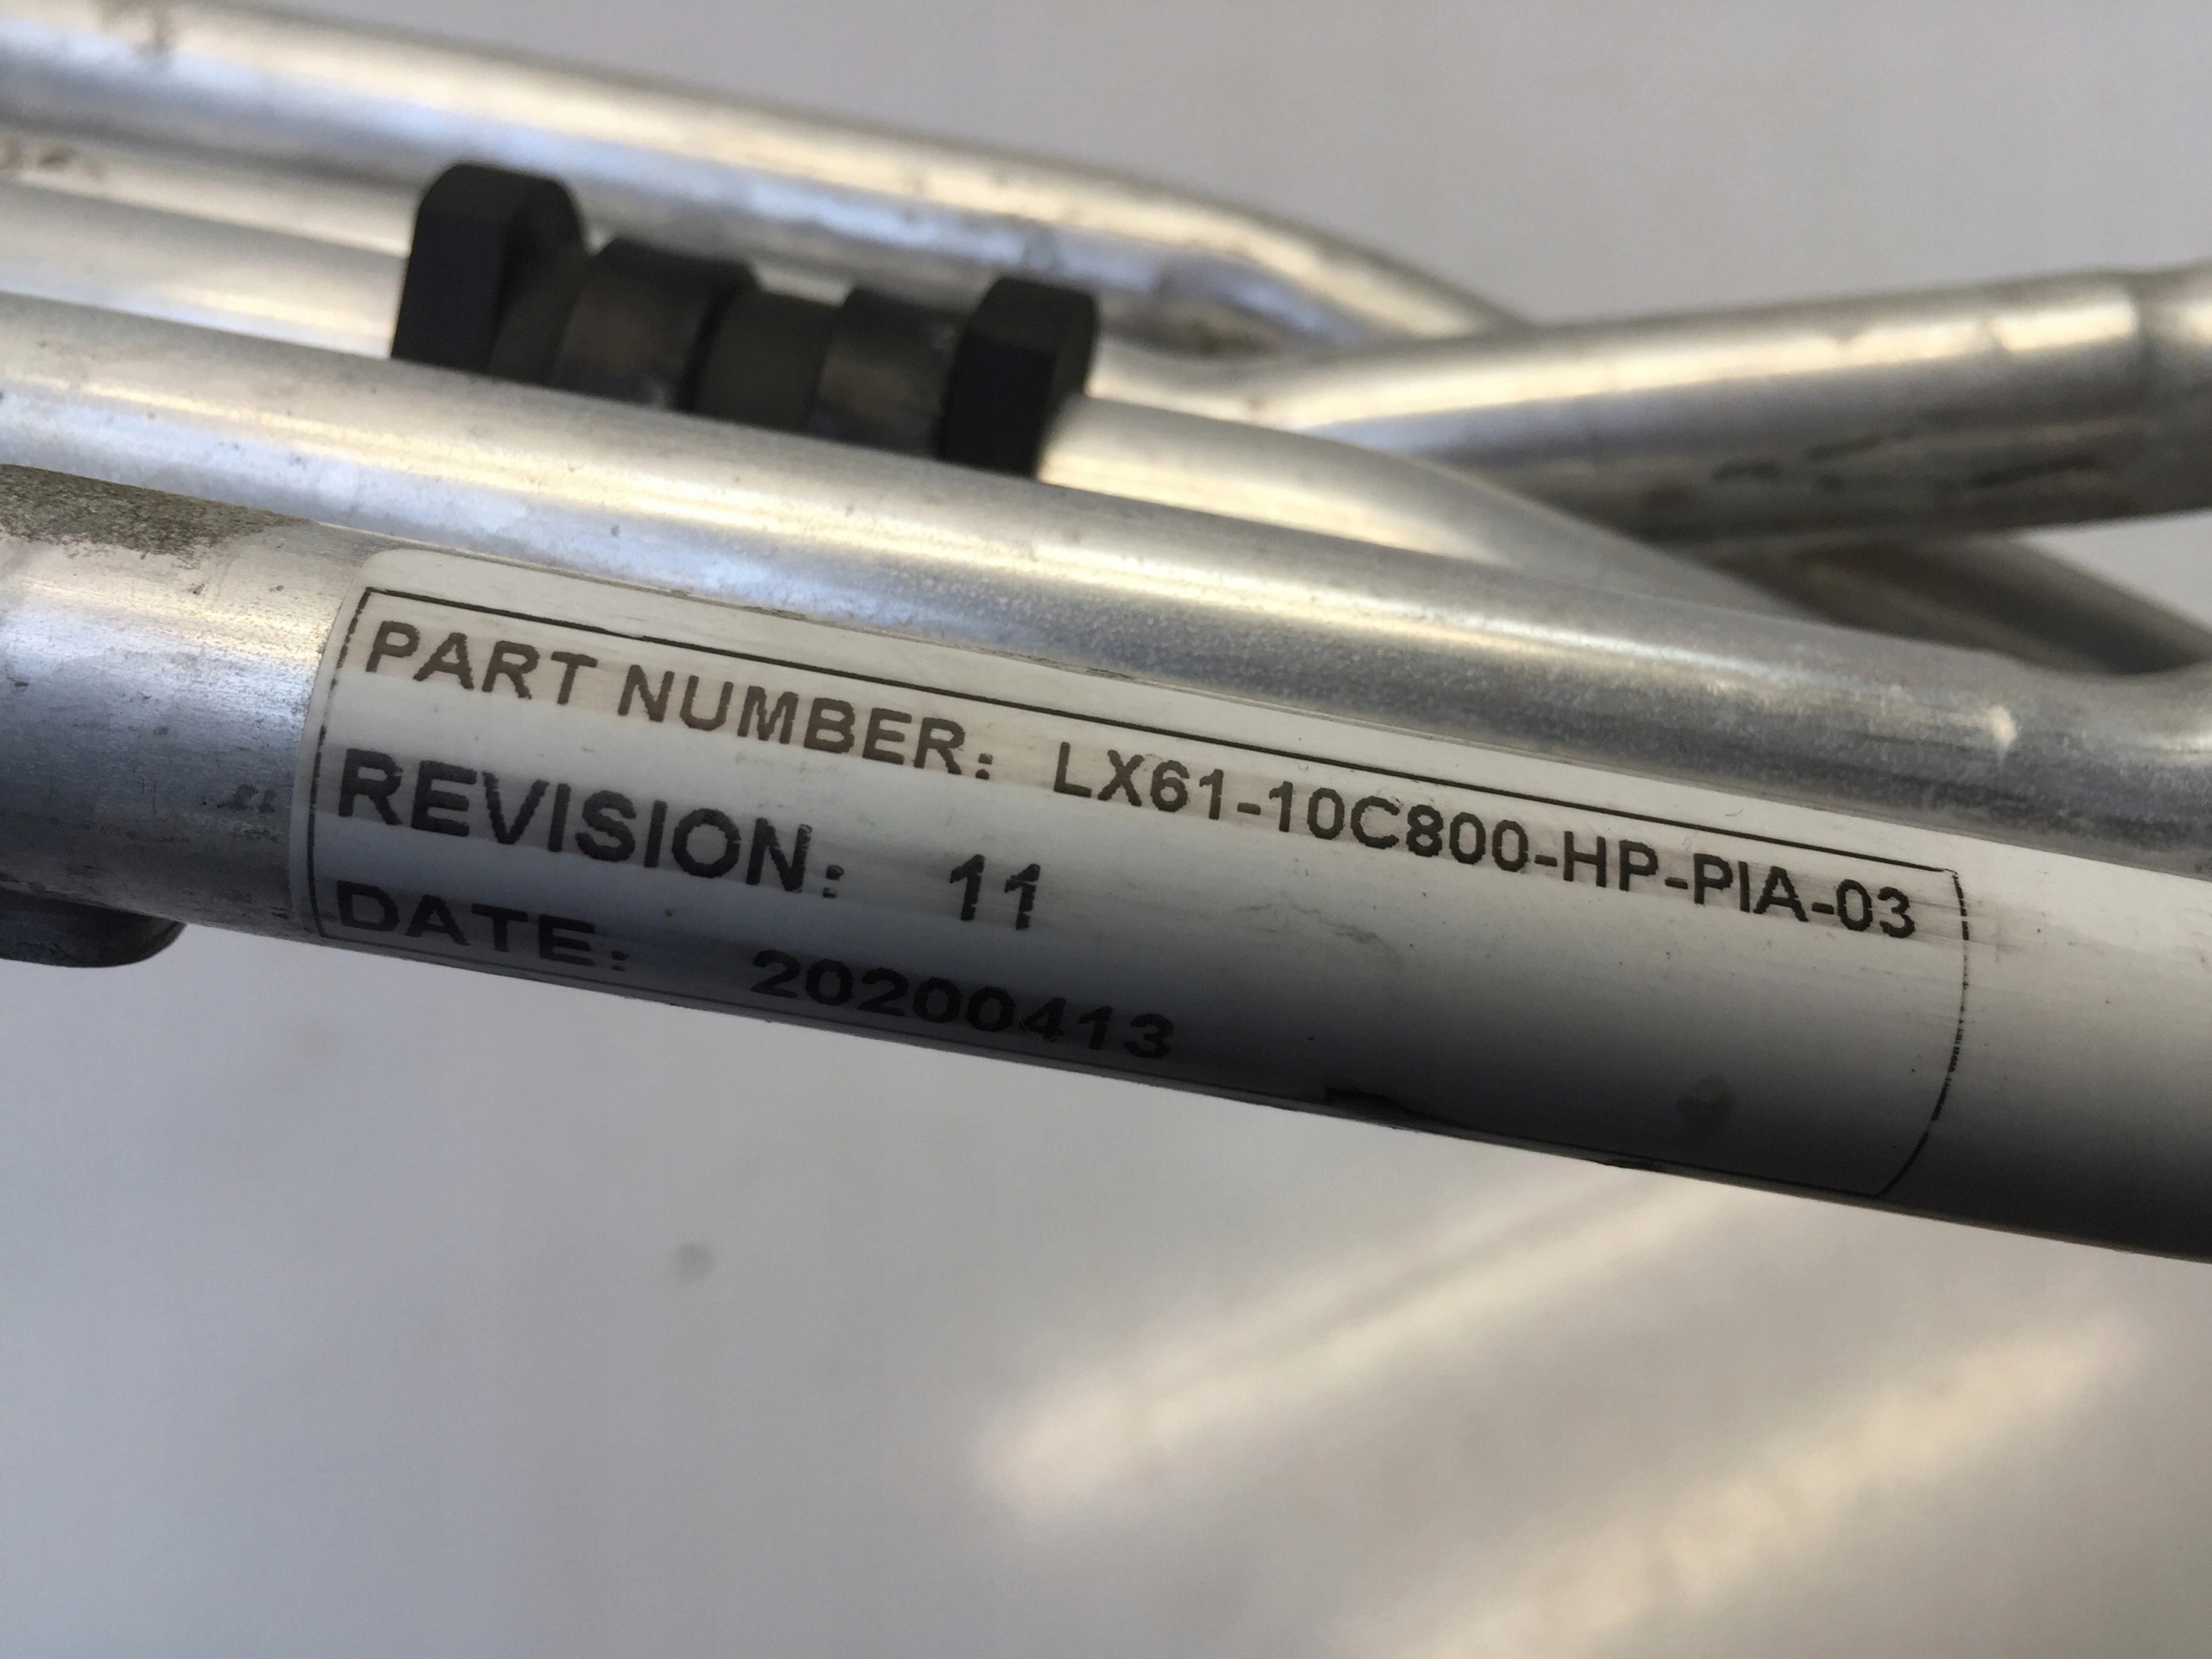 PART NUMBER: LX61-10C800-HP-PIA-03
REVISION: 11
DATE: 20200413